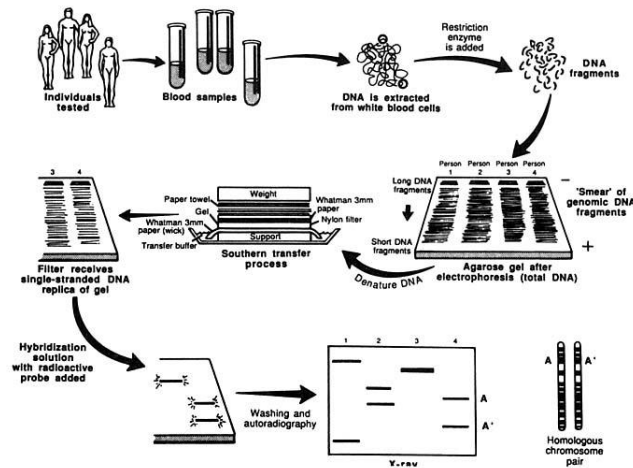 Individuals
tested
Blood samples
DNA is extracted
from white blood cells
Restriction
enzyme is added
DNA
fragments
3 4
Filter receives
single-stranded DNA
replica of gel
Weight
Paper towel
Gel
Whatman 3mm
paper (wick)
Transfer buffer
Whatman 3mm
paper
Nylon filter
Support
Southern transfer
process
Denature DNA
Person Person Person Person
1 2 3 4
Long DNA
fragments
Short DNA
fragments
−
+
'Smear' of
genomic DNA
fragments
Agarose gel after
electrophoresis (total DNA)
Hybridization
solution
with radioactive
probe added
Washing and
autoradiography
1 2 3 4
A
A'
X-ray
A A'
Homologous
chromosome
pair